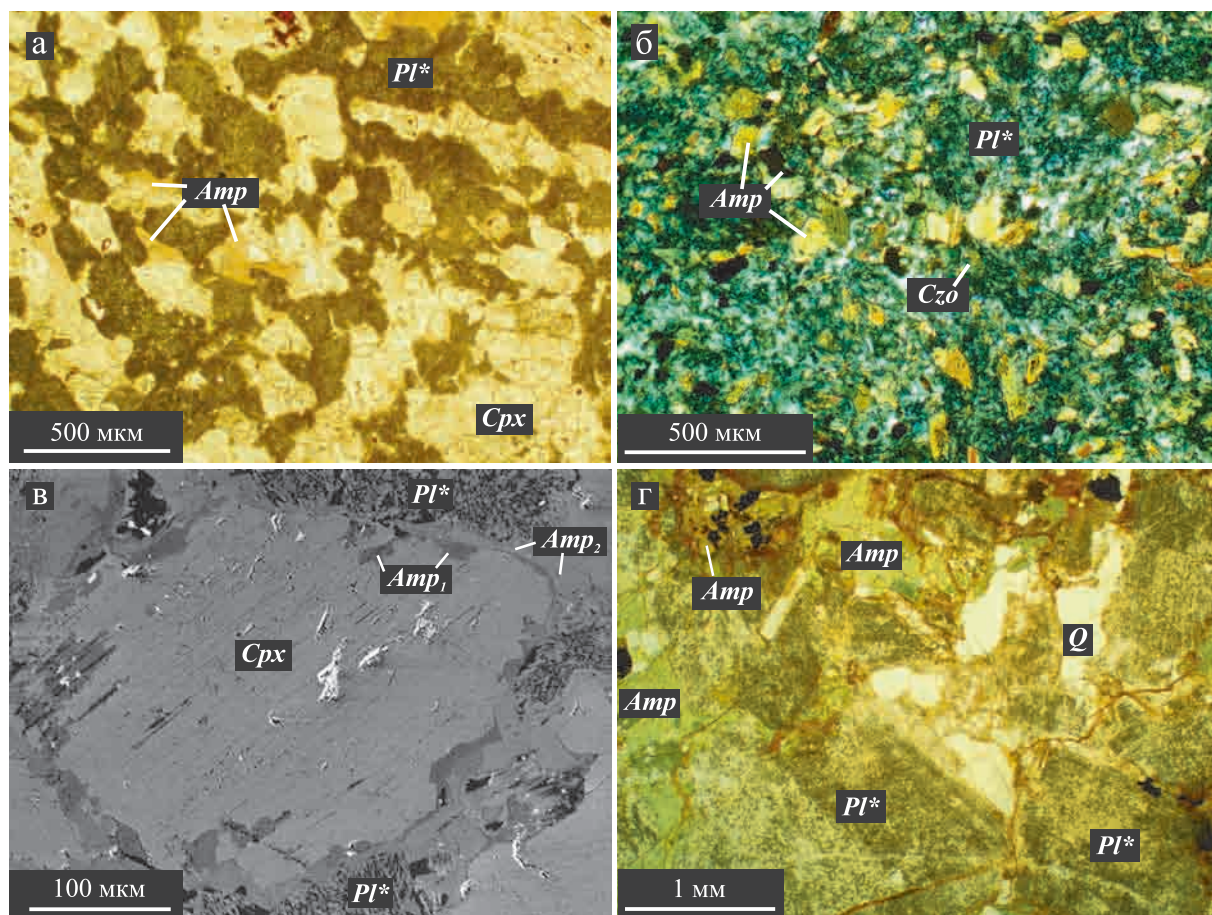 а
Pl*
Amp
Cpx
500 мкм
б
Pl*
Amp
Czo
500 мкм
в
Pl*
Amp₂
Amp₁
Cpx
Pl*
100 мкм
г
Amp
Amp
Q
Amp
Pl*
Pl*
1 мм